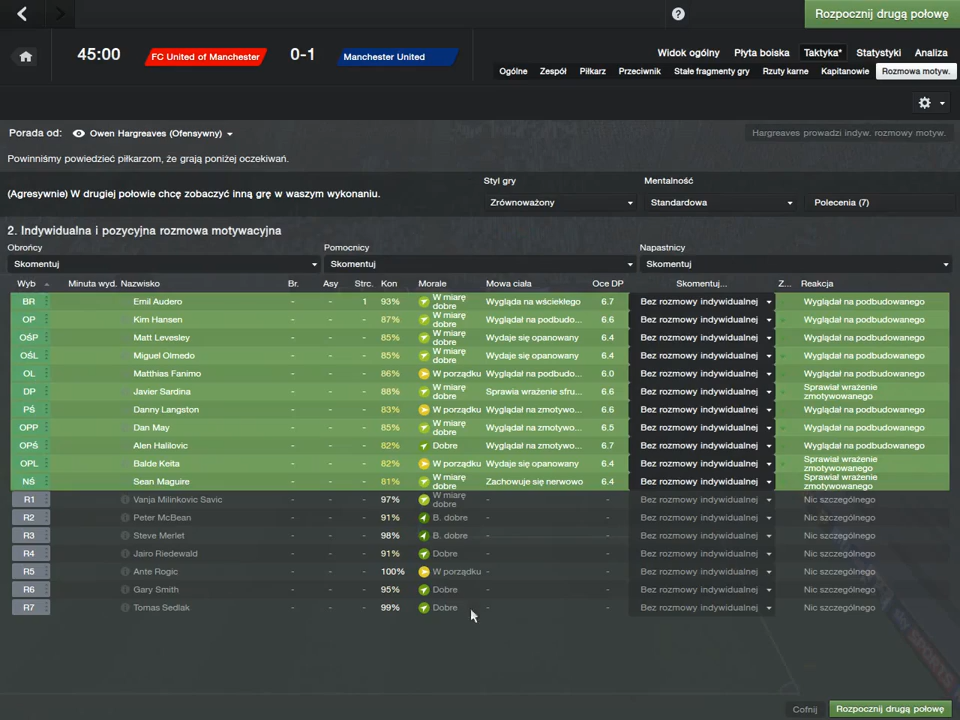 Rozpocznij drugą połowę
45:00 FC United of Manchester 0-1 Manchester United
Widok ogólny Płyta boiska Taktyka* Statystyki Analiza
Ogólne Zespół Piłkarz Przeciwnik Stałe fragmenty gry Rzuty karne Kapitanowie Rozmowa motyw.
Porada od: Owen Hargreaves (Ofensywny)
Hargreaves prowadzi indyw. rozmowy motyw.
Powinniśmy powiedzieć piłkarzom, że grają poniżej oczekiwań.
Styl gry Mentalność
(Agresywnie) W drugiej połowie chcę zobaczyć inną grę w waszym wykonaniu.
Zrównoważony Standardowa Polecenia (7)
2. Indywidualna i pozycyjna rozmowa motywacyjna
Obrońcy Pomocnicy Napastnicy
Skomentuj Skomentuj Skomentuj
Wyb Minuta wyd. Nazwisko Br. Asy Strc. Kon Morale Mowa ciała Oce DP Skomentuj... Z... Reakcja
BR Emil Audero - - 1 93% W miarę dobre Wygląda na wściekłego 6.7 Bez rozmowy indywidualnej Wyglądał na podbudowanego
OP Kim Hansen - - - 87% W miarę dobre Wyglądał na podbudo... 6.6 Bez rozmowy indywidualnej Wyglądał na podbudowanego
OŚP Matt Levesley - - - 85% W miarę dobre Wydaje się opanowany 6.4 Bez rozmowy indywidualnej Wyglądał na podbudowanego
OŚL Miguel Olmedo - - - 85% W miarę dobre Wydaje się opanowany 6.4 Bez rozmowy indywidualnej Wyglądał na podbudowanego
OL Matthias Fanimo - - - 86% W porządku Wyglądał na podbudo... 6.0 Bez rozmowy indywidualnej Wyglądał na podbudowanego
DP Javier Sardina - - - 88% W miarę dobre Sprawia wrażenie sfru... 6.6 Bez rozmowy indywidualnej Sprawiał wrażenie zmotywowanego
PŚ Danny Langston - - - 83% W porządku Wyglądał na zmotywo... 6.6 Bez rozmowy indywidualnej Wyglądał na podbudowanego
OPP Dan May - - - 85% W miarę dobre Wyglądał na zmotywo... 6.5 Bez rozmowy indywidualnej Wyglądał na podbudowanego
OPŚ Alen Halilovic - - - 82% Dobre Wyglądał na zmotywo... 6.7 Bez rozmowy indywidualnej Wyglądał na podbudowanego
OPL Balde Keita - - - 82% W porządku Wydaje się opanowany 6.4 Bez rozmowy indywidualnej Sprawiał wrażenie zmotywowanego
NŚ Sean Maguire - - - 81% W miarę dobre Zachowuje się nerwowo 6.4 Bez rozmowy indywidualnej Sprawiał wrażenie zmotywowanego
R1 Vanja Milinkovic Savic - - - 97% W miarę dobre - - Bez rozmowy indywidualnej Nic szczególnego
R2 Peter McBean - - - 91% B. dobre - - Bez rozmowy indywidualnej Nic szczególnego
R3 Steve Merlet - - - 98% B. dobre - - Bez rozmowy indywidualnej Nic szczególnego
R4 Jairo Riedewald - - - 91% Dobre - - Bez rozmowy indywidualnej Nic szczególnego
R5 Ante Rogic - - - 100% W porządku - - Bez rozmowy indywidualnej Nic szczególnego
R6 Gary Smith - - - 95% Dobre - - Bez rozmowy indywidualnej Nic szczególnego
R7 Tomas Sedlak - - - 99% Dobre - - Bez rozmowy indywidualnej Nic szczególnego
SKY SPORTS
Cofnij Rozpocznij drugą połowę